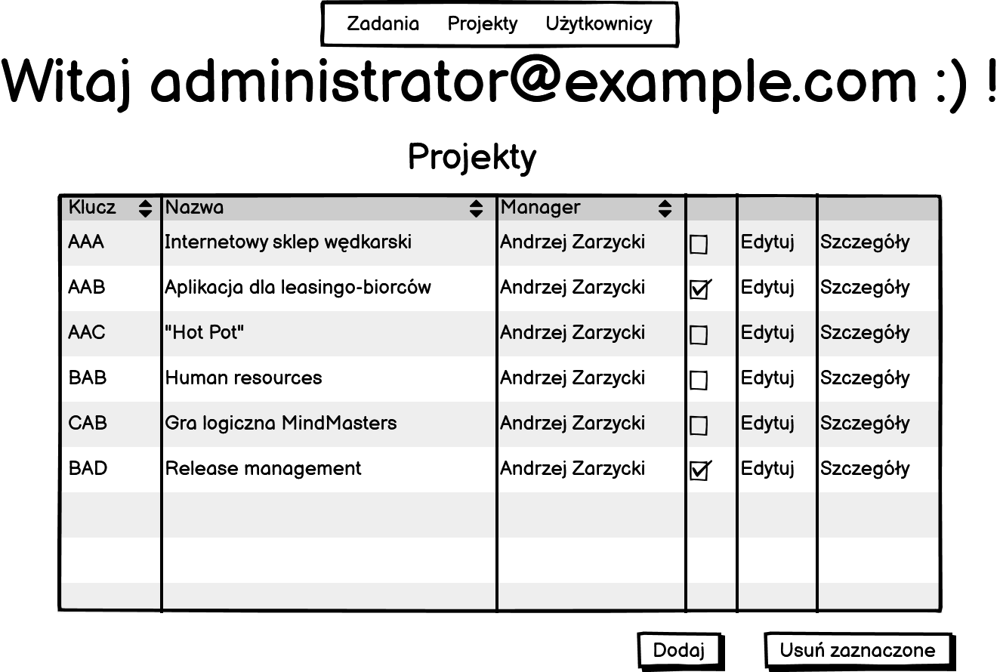 Zadania Projekty Użytkownicy
Witaj administrator@example.com :) !
Projekty
Klucz Nazwa Manager
AAA Internetowy sklep wędkarski Andrzej Zarzycki Edytuj Szczegóły
AAB Aplikacja dla leasingo-biorców Andrzej Zarzycki Edytuj Szczegóły
AAC "Hot Pot" Andrzej Zarzycki Edytuj Szczegóły
BAB Human resources Andrzej Zarzycki Edytuj Szczegóły
CAB Gra logiczna MindMasters Andrzej Zarzycki Edytuj Szczegóły
BAD Release management Andrzej Zarzycki Edytuj Szczegóły
Dodaj Usuń zaznaczone